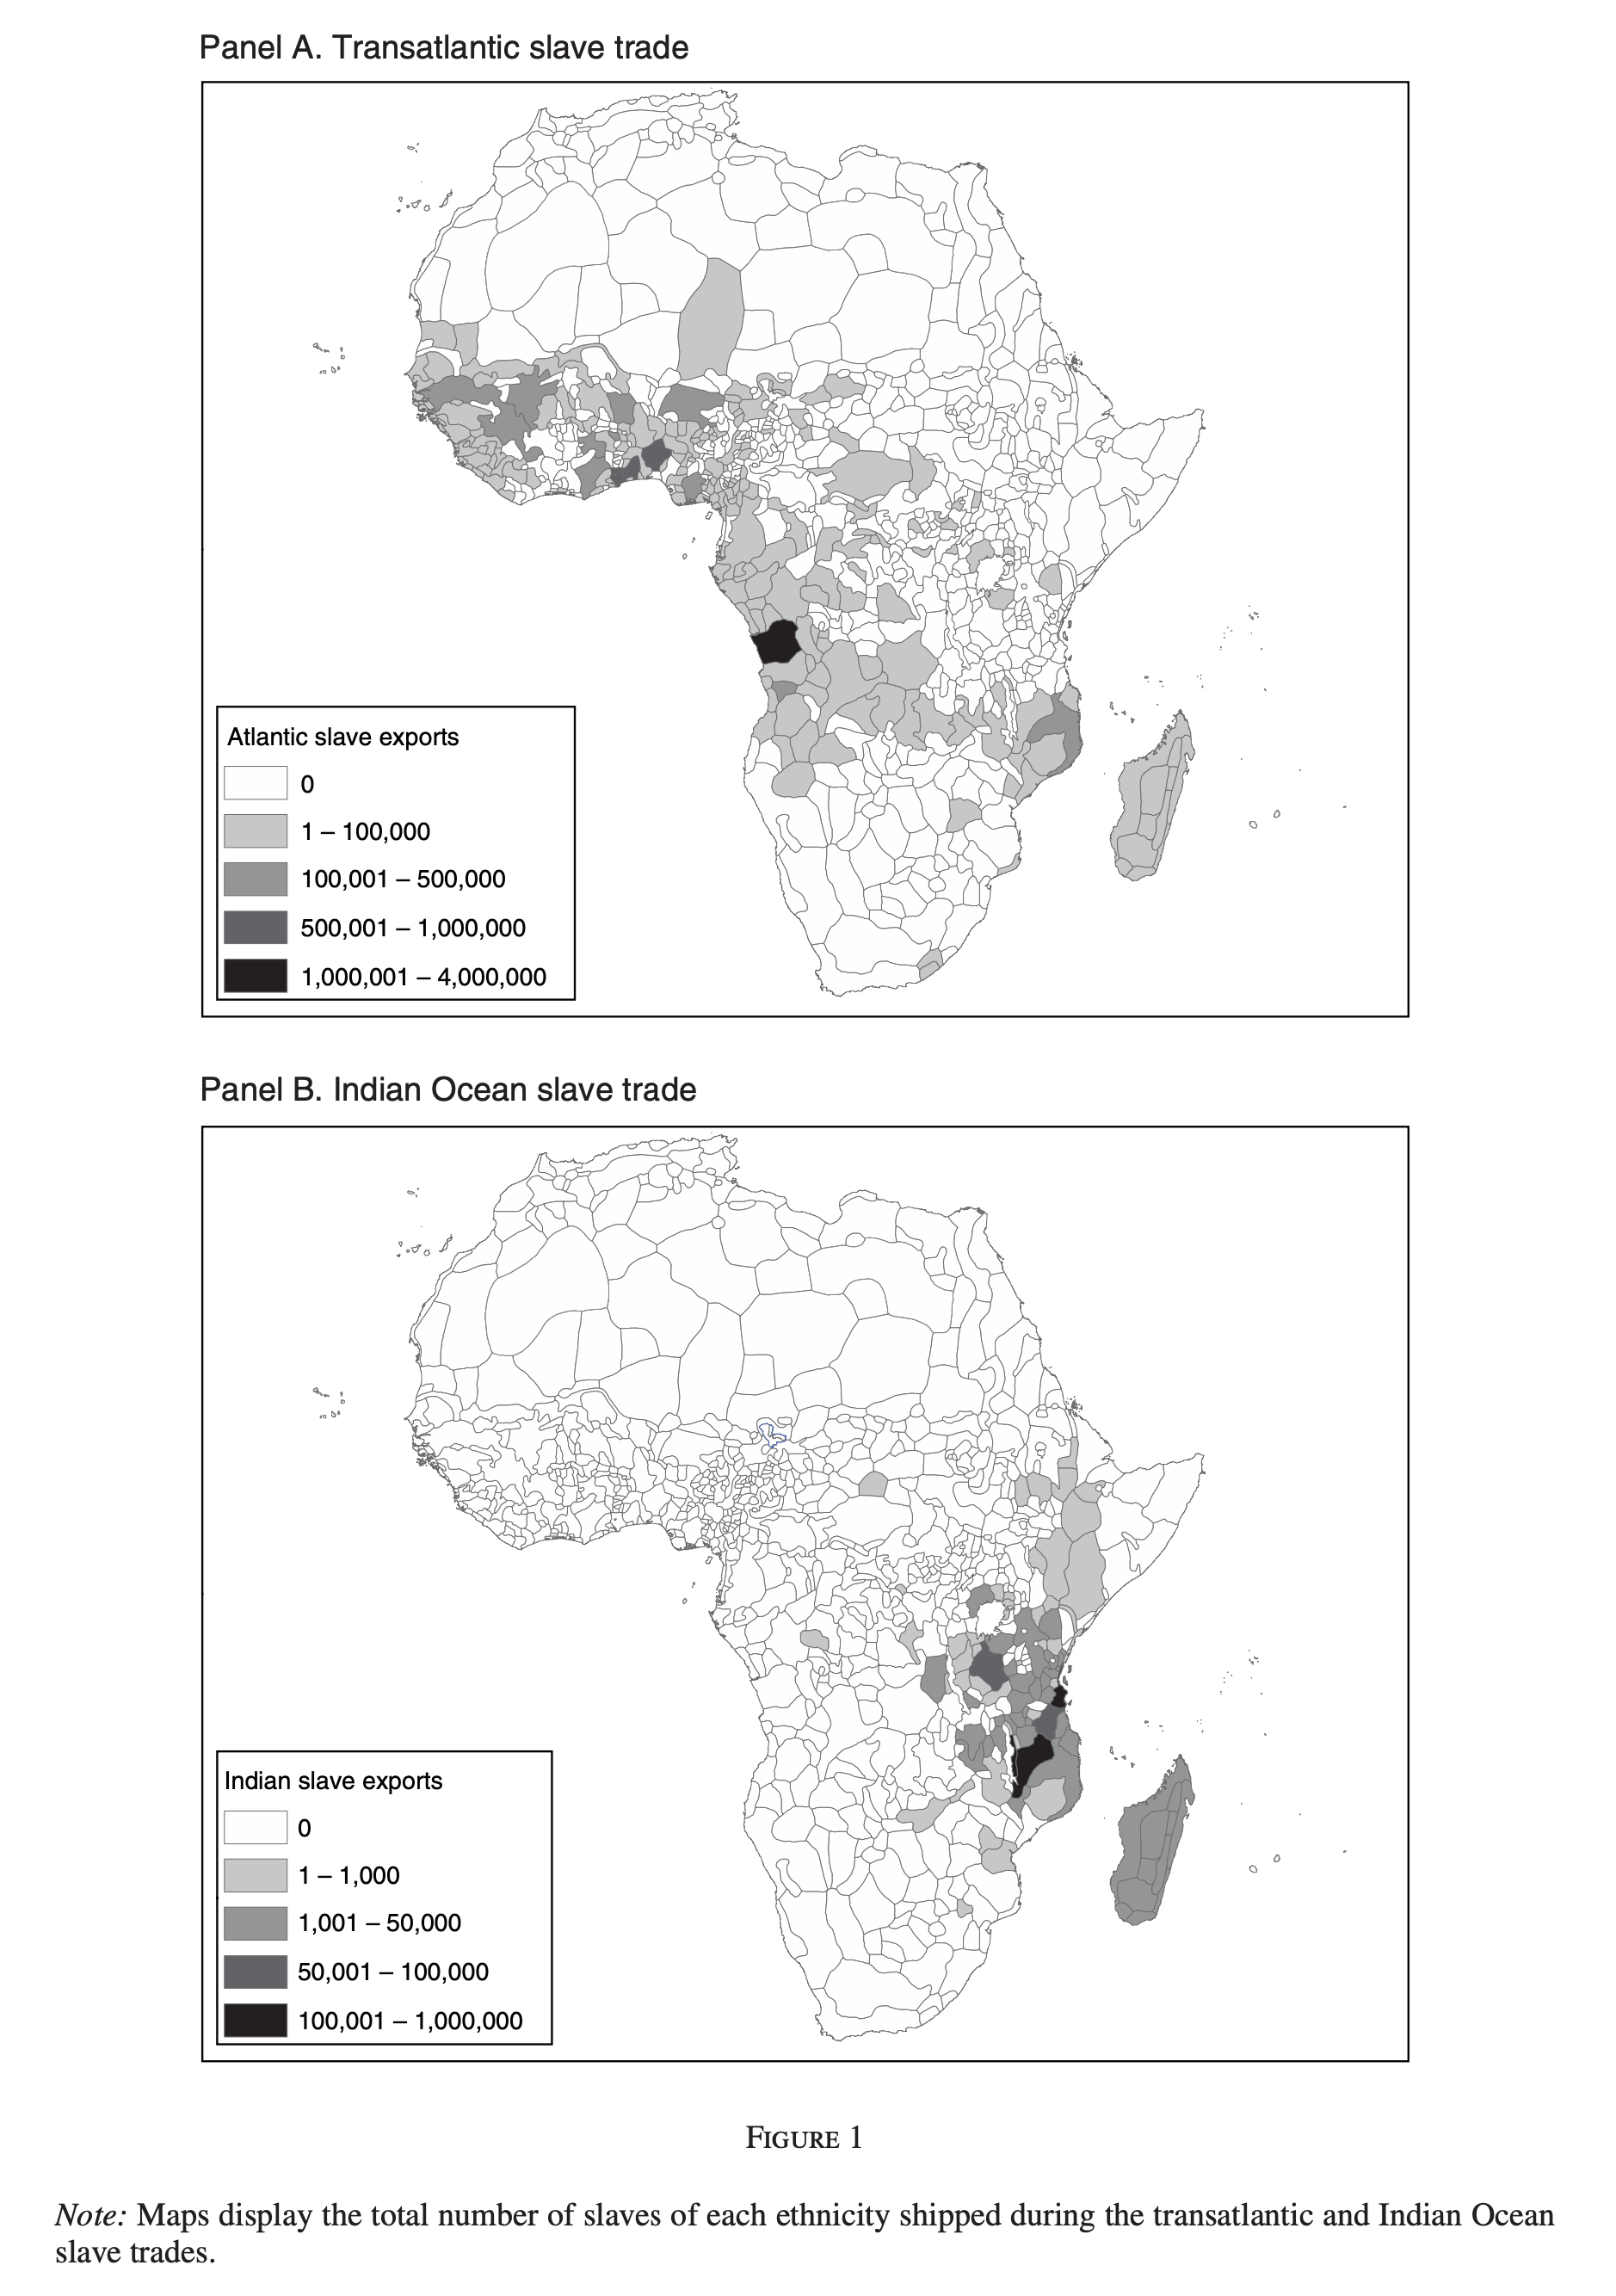 Panel A. Transatlantic slave trade
Atlantic slave exports
0
1 – 100,000
100,001 – 500,000
500,001 – 1,000,000
1,000,001 – 4,000,000
Panel B. Indian Ocean slave trade
Indian slave exports
0
1 – 1,000
1,001 – 50,000
50,001 – 100,000
100,001 – 1,000,000
FIGURE 1
Note: Maps display the total number of slaves of each ethnicity shipped during the transatlantic and Indian Ocean
slave trades.